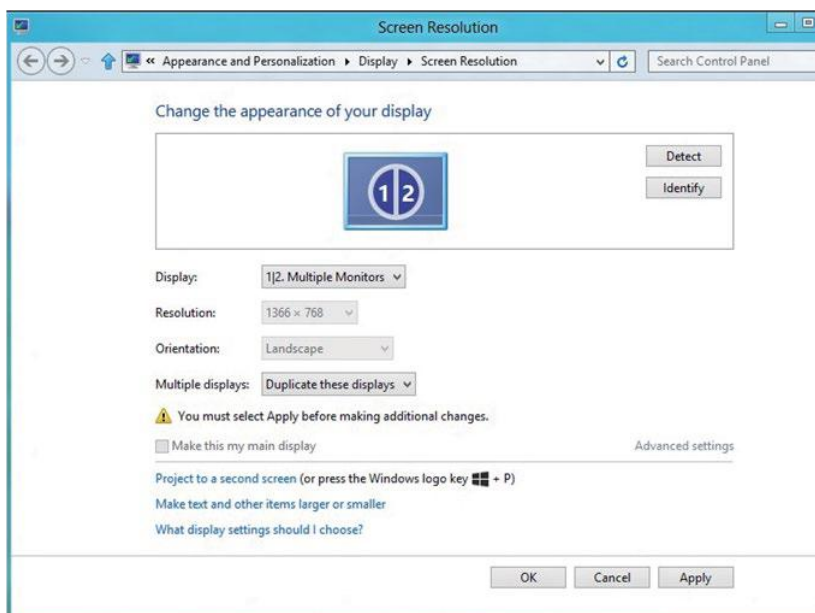 Screen Resolution
« Appearance and Personalization ▸ Display ▸ Screen Resolution Search Control Panel
Change the appearance of your display
1 2
Detect
Identify
Display: 1|2. Multiple Monitors
Resolution: 1366 × 768
Orientation: Landscape
Multiple displays: Duplicate these displays
You must select Apply before making additional changes.
Make this my main display Advanced settings
Project to a second screen (or press the Windows logo key + P)
Make text and other items larger or smaller
What display settings should I choose?
OK Cancel Apply